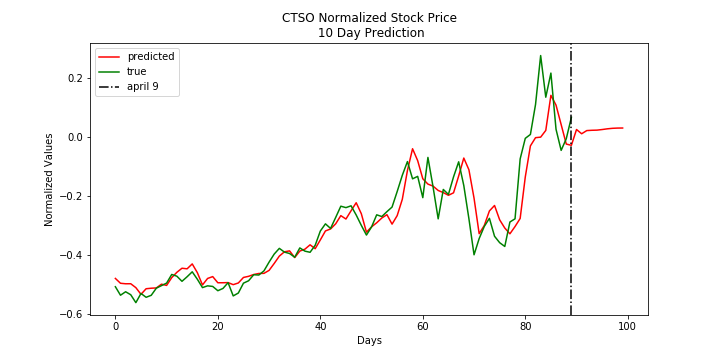 CTSO Normalized Stock Price
10 Day Prediction
predicted
true
april 9
Normalized Values
0.2
0.0
−0.2
−0.4
−0.6
0
20
40
60
80
100
Days